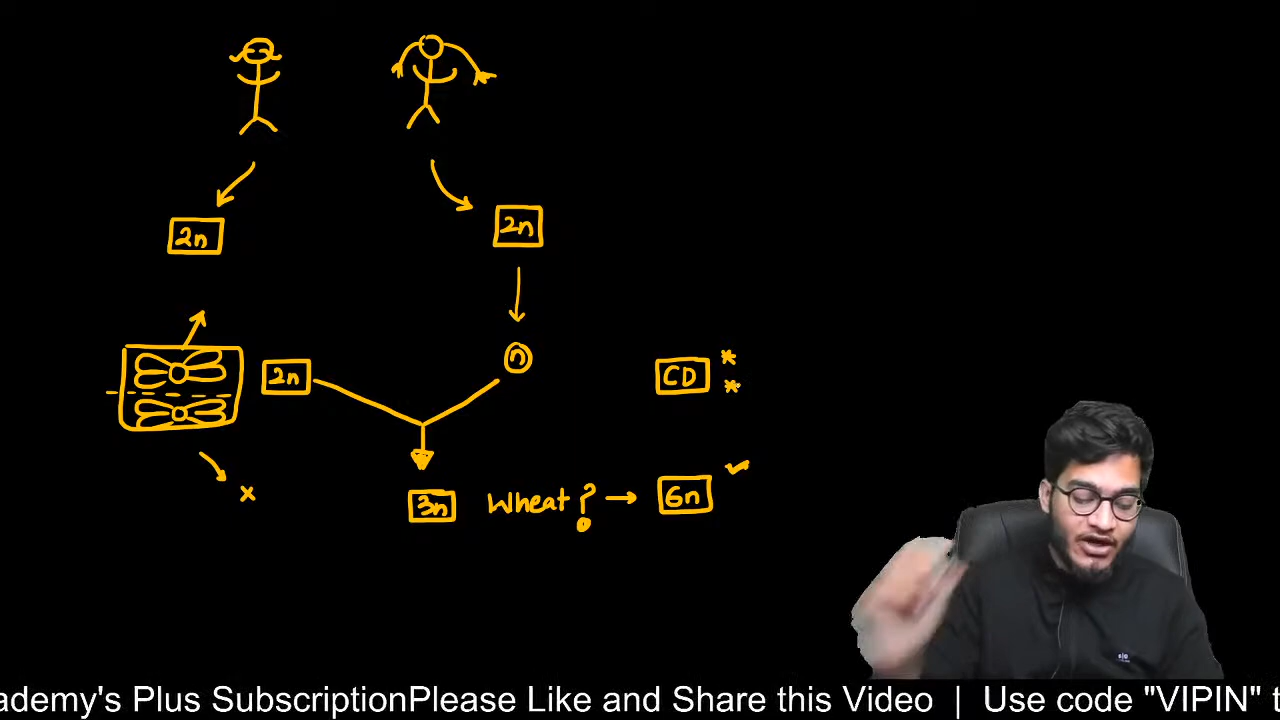 2n
2n
n
2n
CD *
*
3n Wheat ? → 6n ✓
x
ademy's Plus SubscriptionPlease Like and Share this Video | Use code "VIPIN" t